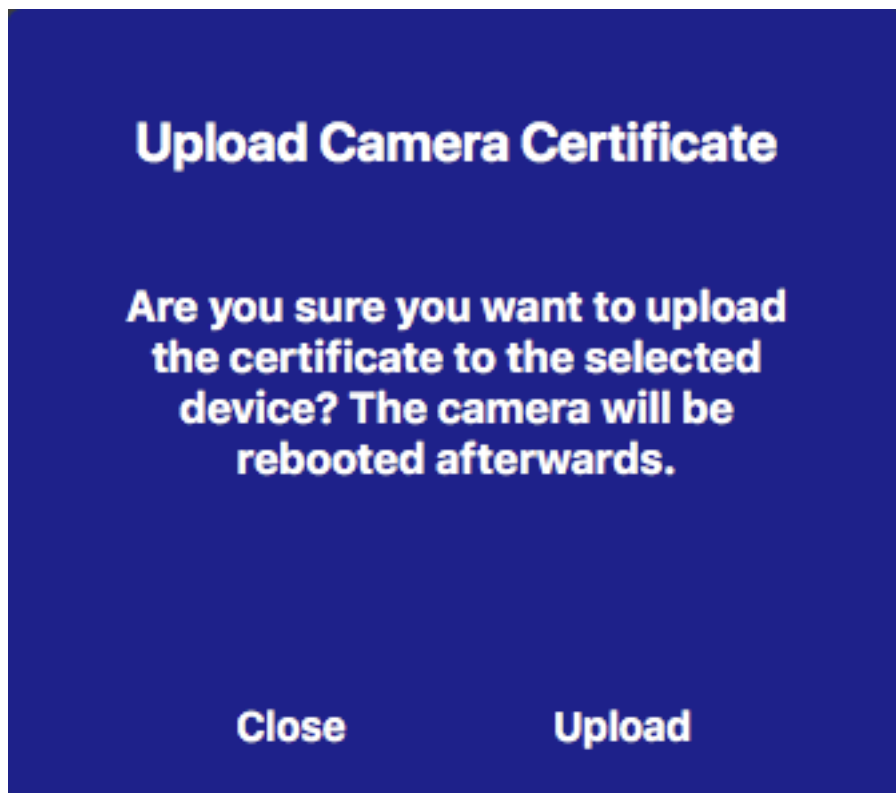 Upload Camera Certificate
Are you sure you want to upload
the certificate to the selected
device? The camera will be
rebooted afterwards.
Close
Upload